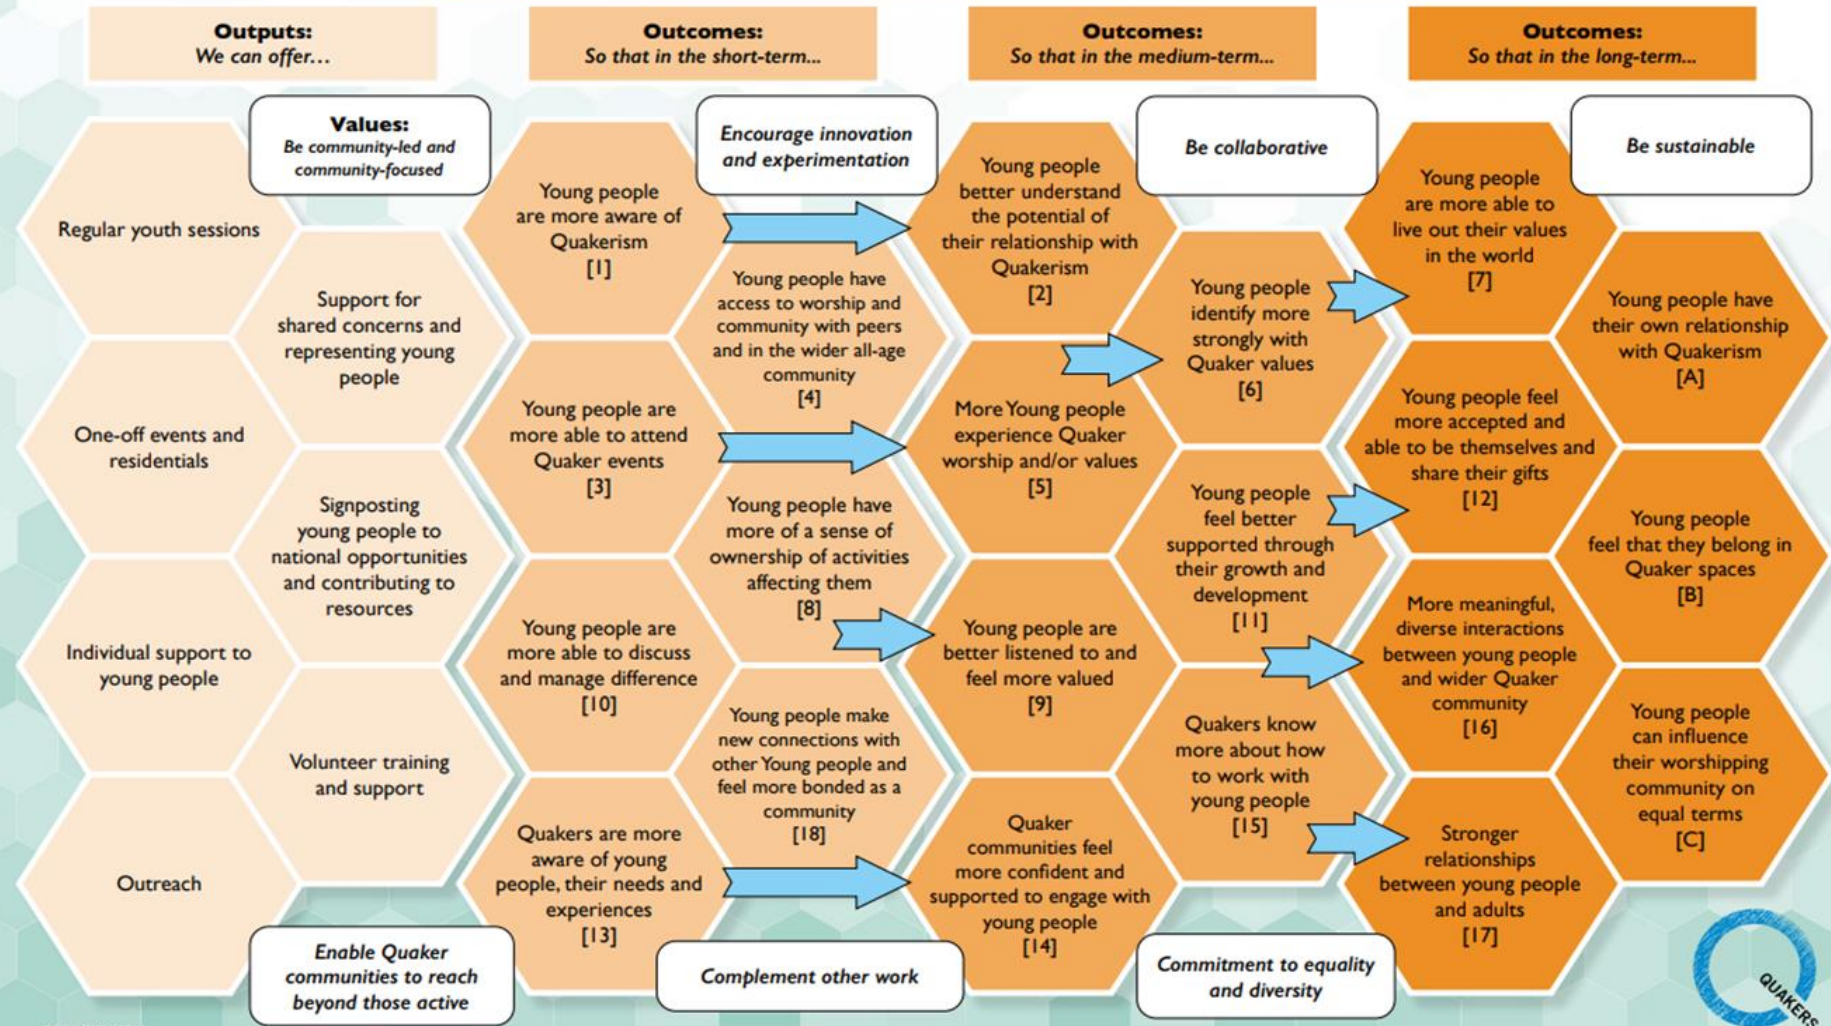 Outputs:
We can offer...
Outcomes:
So that in the short-term...
Outcomes:
So that in the medium-term...
Outcomes:
So that in the long-term...
Values:
Be community-led and
community-focused
Encourage innovation
and experimentation
Be collaborative
Be sustainable
Regular youth sessions
One-off events and
residentials
Individual support to
young people
Outreach
Support for
shared concerns and
representing young
people
Signposting
young people to
national opportunities
and contributing to
resources
Volunteer training
and support
Young people
are more aware of
Quakerism
[1]
Young people are
more able to attend
Quaker events
[3]
Young people are
more able to discuss
and manage difference
[10]
Quakers are more
aware of young
people, their needs and
experiences
[13]
Young people have
access to worship and
community with peers
and in the wider all-age
community
[4]
Young people have
more of a sense of
ownership of activities
affecting them
[8]
Young people make
new connections with
other Young people and
feel more bonded as a
community
[18]
Young people
better understand
the potential of
their relationship with
Quakerism
[2]
More Young people
experience Quaker
worship and/or values
[5]
Young people are
better listened to and
feel more valued
[9]
Quaker
communities feel
more confident and
supported to engage with
young people
[14]
Young people
identify more
strongly with
Quaker values
[6]
Young people
feel better
supported through
their growth and
development
[11]
Quakers know
more about how
to work with
young people
[15]
Young people
are more able to
live out their values
in the world
[7]
Young people feel
more accepted and
able to be themselves and
share their gifts
[12]
More meaningful,
diverse interactions
between young people
and wider Quaker
community
[16]
Stronger
relationships
between young people
and adults
[17]
Young people have
their own relationship
with Quakerism
[A]
Young people
feel that they belong in
Quaker spaces
[B]
Young people
can influence
their worshipping
community on
equal terms
[C]
Enable Quaker
communities to reach
beyond those active
Complement other work
Commitment to equality
and diversity
QUAKERS